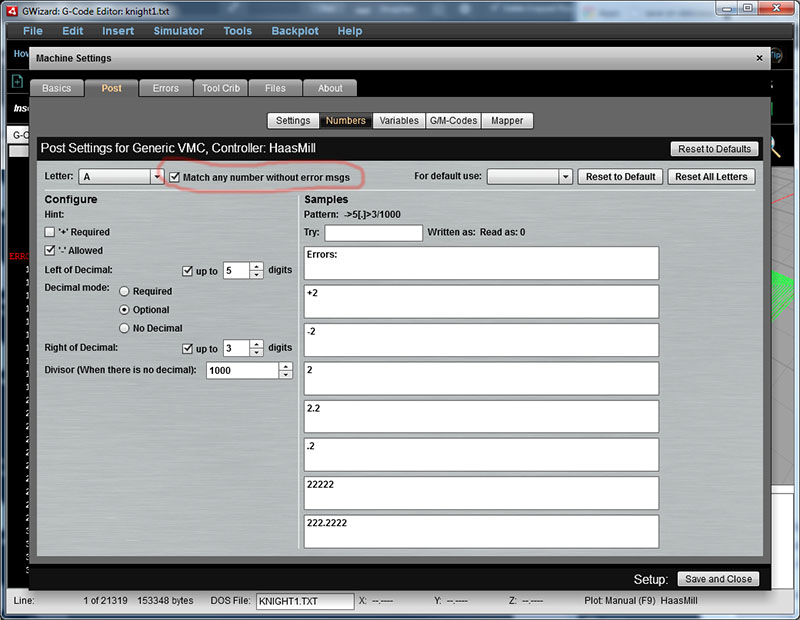 GWizard: G-Code Editor: knight1.txt
File Edit Insert Simulator Tools Backplot Help
Machine Settings
Basics Post Errors Tool Crib Files About
Settings Numbers Variables G/M-Codes Mapper
Post Settings for Generic VMC, Controller: HaasMill Reset to Defaults
Letter: A Match any number without error msgs For default use: Reset to Default Reset All Letters
Configure
Hint:
'+' Required
'-' Allowed
Left of Decimal: up to 5 digits
Decimal mode: Required
Optional
No Decimal
Right of Decimal: up to 3 digits
Divisor (When there is no decimal): 1000
Samples
Pattern: ->5[.]>3/1000
Try: Written as: Read as: 0
Errors:
+2
-2
2
2.2
.2
22222
222.2222
Setup: Save and Close
Line: 1 of 21319 153348 bytes DOS File: KNIGHT1.TXT X: --.---- Y: --.---- Z: --.---- Plot: Manual (F9) HaasMill